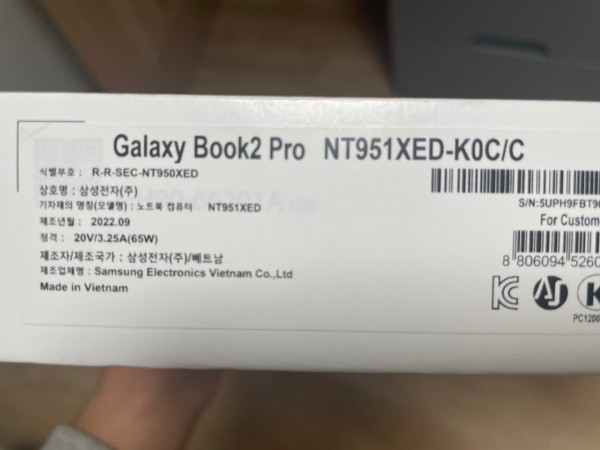 Galaxy Book2 Pro NT951XED-K0C/C
식별부호 : R-R-SEC-NT950XED
상호명 : 삼성전자(주)
기자재의 명칭(모델명) : 노트북 컴퓨터 NT951XED
제조년월 : 2022.09
정격 : 20V/3.25A(65W)
제조자/제조국가 : 삼성전자(주)/베트남
제조업체명 : Samsung Electronics Vietnam Co.,Ltd
Made in Vietnam
S/N:5UPH9FBT9
For Custom
8 806094 5260
PC1200